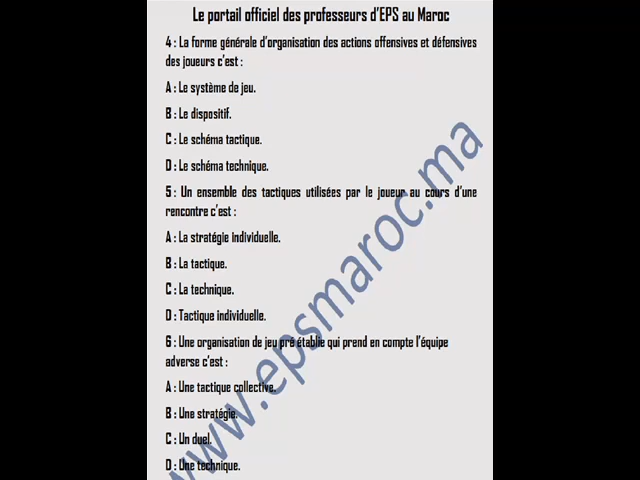 Le portail officiel des professeurs d'EPS au Maroc
4 : La forme générale d'organisation des actions offensives et défensives
des joueurs c'est :
A : Le système de jeu.
B : Le dispositif.
C : Le schéma tactique.
D : Le schéma technique.
5 : Un ensemble des tactiques utilisées par le joueur au cours d'une
rencontre c'est :
A : La stratégie individuelle.
B : La tactique.
C : La technique.
D : Tactique individuelle.
6 : Une organisation de jeu pré établie qui prend en compte l'équipe
adverse c'est :
A : Une tactique collective.
B : Une stratégie.
C : Un duel.
D : Une technique.
www.epsmaroc.ma